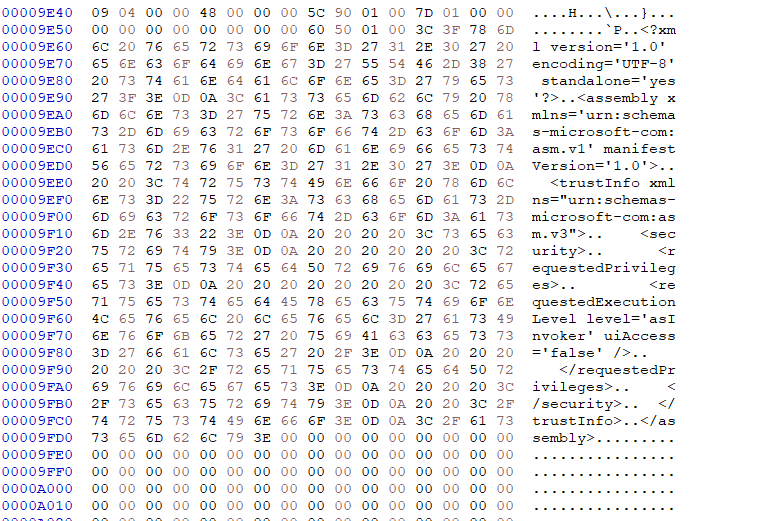 00009E40 09 04 00 00 48 00 00 00 5C 90 01 00 7D 01 00 00 ....H...\...}...
00009E50 00 00 00 00 00 00 00 00 60 50 01 00 3C 3F 78 6D ........`P..<?xm
00009E60 6C 20 76 65 72 73 69 6F 6E 3D 27 31 2E 30 27 20 l version='1.0'
00009E70 65 6E 63 6F 64 69 6E 67 3D 27 55 54 46 2D 38 27 encoding='UTF-8'
00009E80 20 73 74 61 6E 64 61 6C 6F 6E 65 3D 27 79 65 73 standalone='yes
00009E90 27 3F 3E 0D 0A 3C 61 73 73 65 6D 62 6C 79 20 78 '?>..<assembly x
00009EA0 6D 6C 6E 73 3D 27 75 72 6E 3A 73 63 68 65 6D 61 mlns='urn:schema
00009EB0 73 2D 6D 69 63 72 6F 73 6F 66 74 2D 63 6F 6D 3A s-microsoft-com:
00009EC0 61 73 6D 2E 76 31 27 20 6D 61 6E 69 66 65 73 74 asm.v1' manifest
00009ED0 56 65 72 73 69 6F 6E 3D 27 31 2E 30 27 3E 0D 0A Version='1.0'>..
00009EE0 20 20 3C 74 72 75 73 74 49 6E 66 6F 20 78 6D 6C <trustInfo xml
00009EF0 6E 73 3D 22 75 72 6E 3A 73 63 68 65 6D 61 73 2D ns="urn:schemas-
00009F00 6D 69 63 72 6F 73 6F 66 74 2D 63 6F 6D 3A 61 73 microsoft-com:as
00009F10 6D 2E 76 33 22 3E 0D 0A 20 20 20 20 3C 73 65 63 m.v3">.. <sec
00009F20 75 72 69 74 79 3E 0D 0A 20 20 20 20 20 20 3C 72 urity>.. <r
00009F30 65 71 75 65 73 74 65 64 50 72 69 76 69 6C 65 67 equestedPrivileg
00009F40 65 73 3E 0D 0A 20 20 20 20 20 20 20 20 3C 72 65 es>.. <re
00009F50 71 75 65 73 74 65 64 45 78 65 63 75 74 69 6F 6E questedExecution
00009F60 4C 65 76 65 6C 20 6C 65 76 65 6C 3D 27 61 73 49 Level level='asI
00009F70 6E 76 6F 6B 65 72 27 20 75 69 41 63 63 65 73 73 nvoker' uiAccess
00009F80 3D 27 66 61 6C 73 65 27 20 2F 3E 0D 0A 20 20 20 ='false' />..
00009F90 20 20 20 3C 2F 72 65 71 75 65 73 74 65 64 50 72 </requestedPr
00009FA0 69 76 69 6C 65 67 65 73 3E 0D 0A 20 20 20 20 3C ivileges>.. <
00009FB0 2F 73 65 63 75 72 69 74 79 3E 0D 0A 20 20 3C 2F /security>.. </
00009FC0 74 72 75 73 74 49 6E 66 6F 3E 0D 0A 3C 2F 61 73 trustInfo>..</as
00009FD0 73 65 6D 62 6C 79 3E 00 00 00 00 00 00 00 00 00 sembly>.........
00009FE0 00 00 00 00 00 00 00 00 00 00 00 00 00 00 00 00 ................
00009FF0 00 00 00 00 00 00 00 00 00 00 00 00 00 00 00 00 ................
0000A000 00 00 00 00 00 00 00 00 00 00 00 00 00 00 00 00 ................
0000A010 00 00 00 00 00 00 00 00 00 00 00 00 00 00 00 00 ................